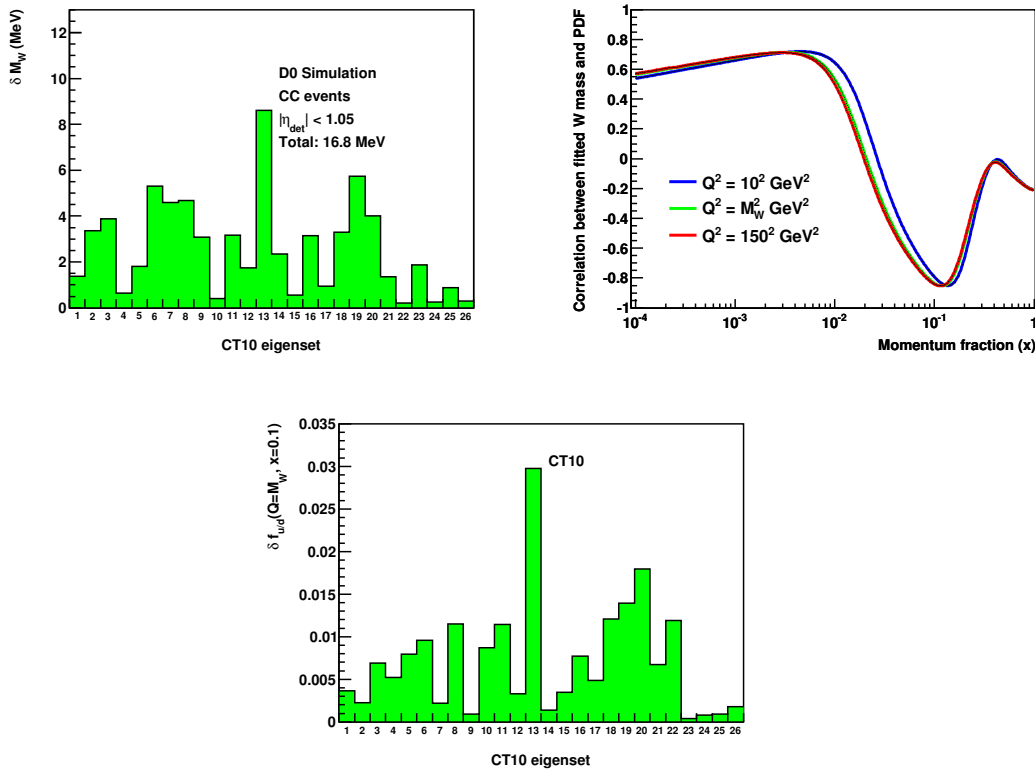 δ M_W (MeV)
12
10
8
6
4
2
0
D0 Simulation
CC events
|η_det| < 1.05
Total: 16.8 MeV
1 2 3 4 5 6 7 8 9 10 11 12 13 14 15 16 17 18 19 20 21 22 23 24 25 26
CT10 eigenset
Correlation between fitted W mass and PDF
1
0.8
0.6
0.4
0.2
0
-0.2
-0.4
-0.6
-0.8
-1
Q² = 10² GeV²
Q² = M_W² GeV²
Q² = 150² GeV²
10⁻⁴ 10⁻³ 10⁻² 10⁻¹ 1
Momentum fraction (x)
δ f_u/d(Q=M_W, x=0.1)
0.035
0.03
0.025
0.02
0.015
0.01
0.005
0
CT10
1 2 3 4 5 6 7 8 9 10 11 12 13 14 15 16 17 18 19 20 21 22 23 24 25 26
CT10 eigenset